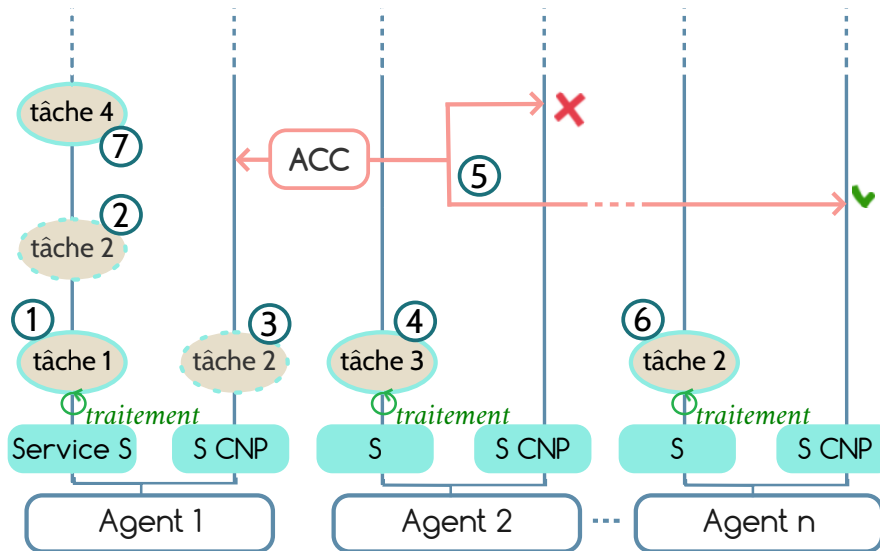 tâche 4
7
ACC
5
2
tâche 2
1
tâche 1
3
tâche 2
4
tâche 3
6
tâche 2
traitement
traitement
traitement
Service S
S CNP
S
S CNP
S
S CNP
Agent 1
Agent 2
Agent n